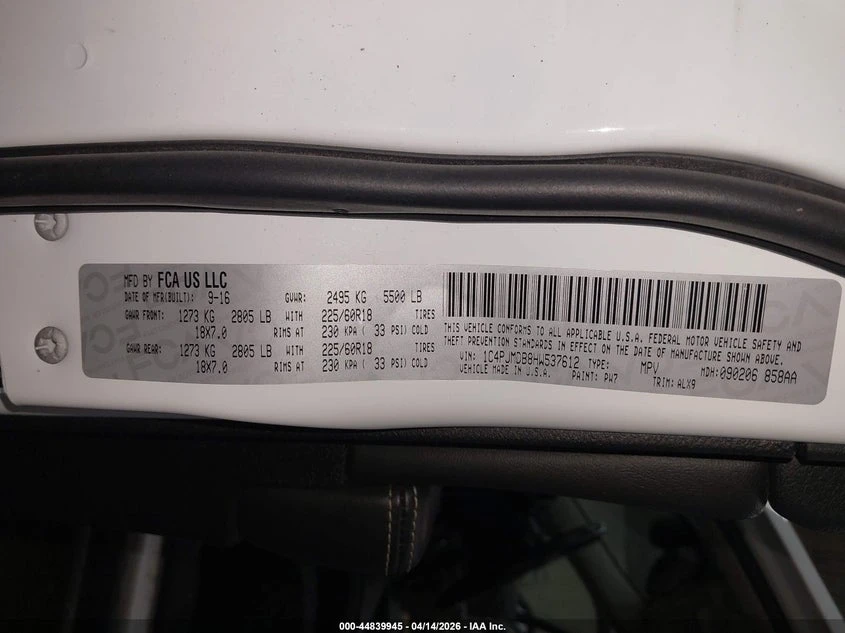 MFD BY FCA US LLC
DATE OF MFR(BUILT): 9-16 GVWR: 2495 KG 5500 LB
GAWR FRONT: 1273 KG 2805 LB WITH 225/60R18 TIRES
18X7.0 RIMS AT 230 KPA ( 33 PSI) COLD
GAWR REAR: 1273 KG 2805 LB WITH 225/60R18 TIRES
18X7.0 RIMS AT 230 KPA ( 33 PSI) COLD
THIS VEHICLE CONFORMS TO ALL APPLICABLE U.S.A. FEDERAL MOTOR VEHICLE SAFETY AND
THEFT PREVENTION STANDARDS IN EFFECT ON THE DATE OF MANUFACTURE SHOWN ABOVE.
VIN: 1C4PJMDB8HW537612 TYPE: MPV MDH: 090206 858AA
VEHICLE MADE IN U.S.A. PAINT: PW7 TRIM: ALX9
000-44839945 - 04/14/2026 - IAA Inc.